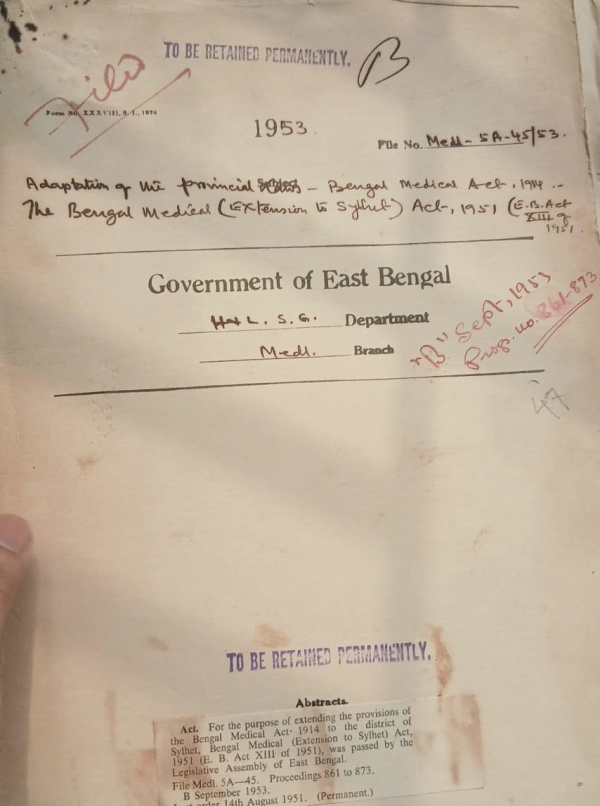 TO BE RETAINED PERMANENTLY.
B
Filed
Form No. XXXVIII. S. I., 1974
1953.
File No. Medl- 5A-45/53.
Adaptation of the provincial - Bengal Medical Act, 1914.-
The Bengal Medical (Extension to Sylhet) Act, 1951 (E.B. Act
XIII of
1951.
Government of East Bengal
H & L. S. G. Department
Medl. Branch
"B" Sept, 1953
Prog. no. 861-873
47
TO BE RETAINED PERMANENTLY.
Abstracts.
Act. For the purpose of extending the provisions of
the Bengal Medical Act, 1914 to the district of
Sylhet, Bengal Medical (Extension to Sylhet) Act,
1951 (E. B. Act XIII of 1951), was passed by the
Legislative Assembly of East Bengal.
File Medl. 5A—45. Proceedings 861 to 873.
B September 1953.
order 14th August 1951. (Permanent.)